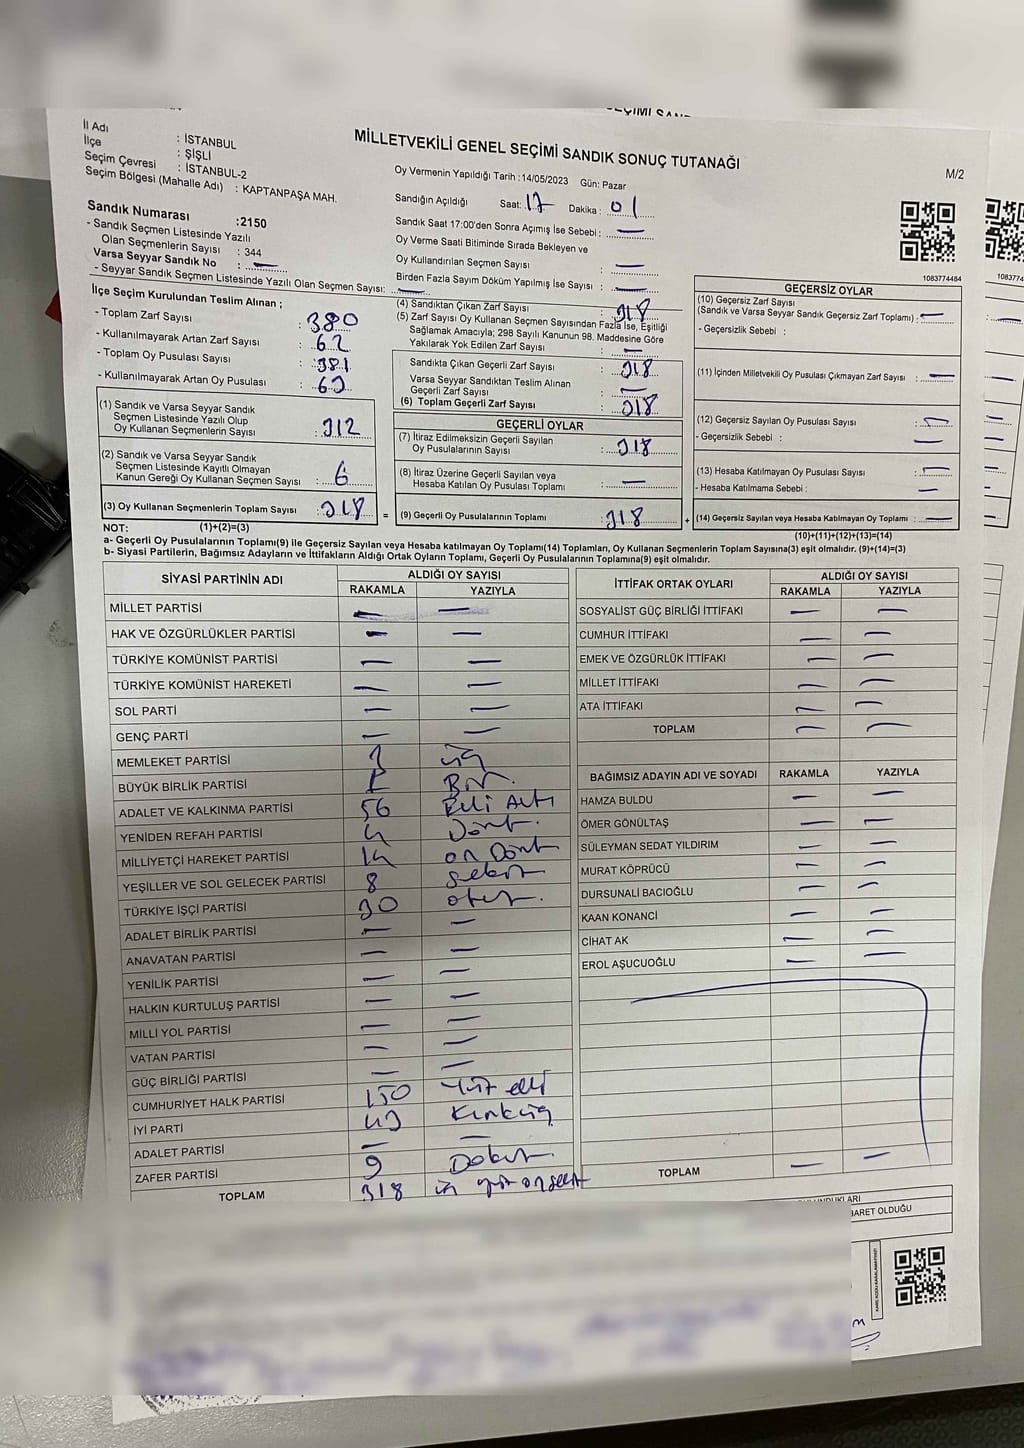 İl Adı : İSTANBUL
İlçe : ŞİŞLİ
Seçim Çevresi : İSTANBUL-2
Seçim Bölgesi (Mahalle Adı) : KAPTANPAŞA MAH.
MİLLETVEKİLİ GENEL SEÇİMİ SANDIK SONUÇ TUTANAĞI
M/2
Oy Vermenin Yapıldığı Tarih :14/05/2023 Gün: Pazar
Sandığın Açıldığı Saat: 17 Dakika : 01
Sandık Saat 17:00'den Sonra Açımış İse Sebebi : —
Oy Verme Saati Bitiminde Sırada Bekleyen ve
Oy Kullandırılan Seçmen Sayısı : —
Birden Fazla Sayım Döküm Yapılmış İse Sayısı : —
Sandık Numarası :2150
- Sandık Seçmen Listesinde Yazılı
Olan Seçmenlerin Sayısı : 344
Varsa Seyyar Sandık No : —
- Seyyar Sandık Seçmen Listesinde Yazılı Olan Seçmen Sayısı: —
1083774484
1083774
İlçe Seçim Kurulundan Teslim Alınan ;
- Toplam Zarf Sayısı : 380
- Kullanılmayarak Artan Zarf Sayısı : 62
- Toplam Oy Pusulası Sayısı : 381
- Kullanılmayarak Artan Oy Pusulası : 63
(1) Sandık ve Varsa Seyyar Sandık
Seçmen Listesinde Yazılı Olup
Oy Kullanan Seçmenlerin Sayısı : 312
(2) Sandık ve Varsa Seyyar Sandık
Seçmen Listesinde Kayıtlı Olmayan
Kanun Gereği Oy Kullanan Seçmen Sayısı : 6
(3) Oy Kullanan Seçmenlerin Toplam Sayısı : 318
(4) Sandıktan Çıkan Zarf Sayısı : 318
(5) Zarf Sayısı Oy Kullanan Seçmen Sayısından Fazla İse, Eşitliği
Sağlamak Amacıyla; 298 Sayılı Kanunun 98. Maddesine Göre
Yakılarak Yok Edilen Zarf Sayısı : —
Sandıkta Çıkan Geçerli Zarf Sayısı : 318
Varsa Seyyar Sandıktan Teslim Alınan
Geçerli Zarf Sayısı : —
(6) Toplam Geçerli Zarf Sayısı : 318
GEÇERLİ OYLAR
(7) İtiraz Edilmeksizin Geçerli Sayılan
Oy Pusulalarının Sayısı : 318
(8) İtiraz Üzerine Geçerli Sayılan veya
Hesaba Katılan Oy Pusulası Toplamı : —
= (9) Geçerli Oy Pusulalarının Toplamı : 318 +
GEÇERSİZ OYLAR
(10) Geçersiz Zarf Sayısı
(Sandık ve Varsa Seyyar Sandık Geçersiz Zarf Toplamı) : —
- Geçersizlik Sebebi :
(11) İçinden Milletvekili Oy Pusulası Çıkmayan Zarf Sayısı : —
(12) Geçersiz Sayılan Oy Pusulası Sayısı : —
- Geçersizlik Sebebi : —
(13) Hesaba Katılmayan Oy Pusulası Sayısı : —
- Hesaba Katılmama Sebebi : —
(14) Geçersiz Sayılan veya Hesaba Katılmayan Oy Toplamı : —
(10)+(11)+(12)+(13)=(14)
NOT: (1)+(2)=(3)
a- Geçerli Oy Pusulalarının Toplamı(9) ile Geçersiz Sayılan veya Hesaba katılmayan Oy Toplamı(14) Toplamları, Oy Kullanan Seçmenlerin Toplam Sayısına(3) eşit olmalıdır. (9)+(14)=(3)
b- Siyasi Partilerin, Bağımsız Adayların ve İttifakların Aldığı Ortak Oyların Toplamı, Geçerli Oy Pusulalarının Toplamına(9) eşit olmalıdır.
SİYASİ PARTİNİN ADI ALDIĞI OY SAYISI
RAKAMLA YAZIYLA
MİLLET PARTİSİ — —
HAK VE ÖZGÜRLÜKLER PARTİSİ — —
TÜRKİYE KOMÜNİST PARTİSİ — —
TÜRKİYE KOMÜNİST HAREKETİ — —
SOL PARTİ — —
GENÇ PARTİ — —
MEMLEKET PARTİSİ 3 üç
BÜYÜK BİRLİK PARTİSİ 1 Bir.
ADALET VE KALKINMA PARTİSİ 56 Elli Altı
YENİDEN REFAH PARTİSİ 4 Dört.
MİLLİYETÇİ HAREKET PARTİSİ 14 on Dört
YEŞİLLER VE SOL GELECEK PARTİSİ 8 sekiz
TÜRKİYE İŞÇİ PARTİSİ 30 otuz.
ADALET BİRLİK PARTİSİ — —
ANAVATAN PARTİSİ — —
YENİLİK PARTİSİ — —
HALKIN KURTULUŞ PARTİSİ — —
MİLLİ YOL PARTİSİ — —
VATAN PARTİSİ — —
GÜÇ BİRLİĞİ PARTİSİ — —
CUMHURİYET HALK PARTİSİ 150 Yüz elli
İYİ PARTİ 43 Kırküç
ADALET PARTİSİ — —
ZAFER PARTİSİ 9 Dokuz.
TOPLAM 318 üç yüz onsekiz
İTTİFAK ORTAK OYLARI ALDIĞI OY SAYISI
RAKAMLA YAZIYLA
SOSYALİST GÜÇ BİRLİĞİ İTTİFAKI — —
CUMHUR İTTİFAKI — —
EMEK VE ÖZGÜRLÜK İTTİFAKI — —
MİLLET İTTİFAKI — —
ATA İTTİFAKI — —
TOPLAM — —
BAĞIMSIZ ADAYIN ADI VE SOYADI RAKAMLA YAZIYLA
HAMZA BULDU — —
ÖMER GÖNÜLTAŞ — —
SÜLEYMAN SEDAT YILDIRIM — —
MURAT KÖPRÜCÜ — —
DURSUNALİ BACIOĞLU — —
KAAN KONANCİ — —
CİHAT AK — —
EROL AŞUCUOĞLU — —
TOPLAM — —
BARET OLDUĞU